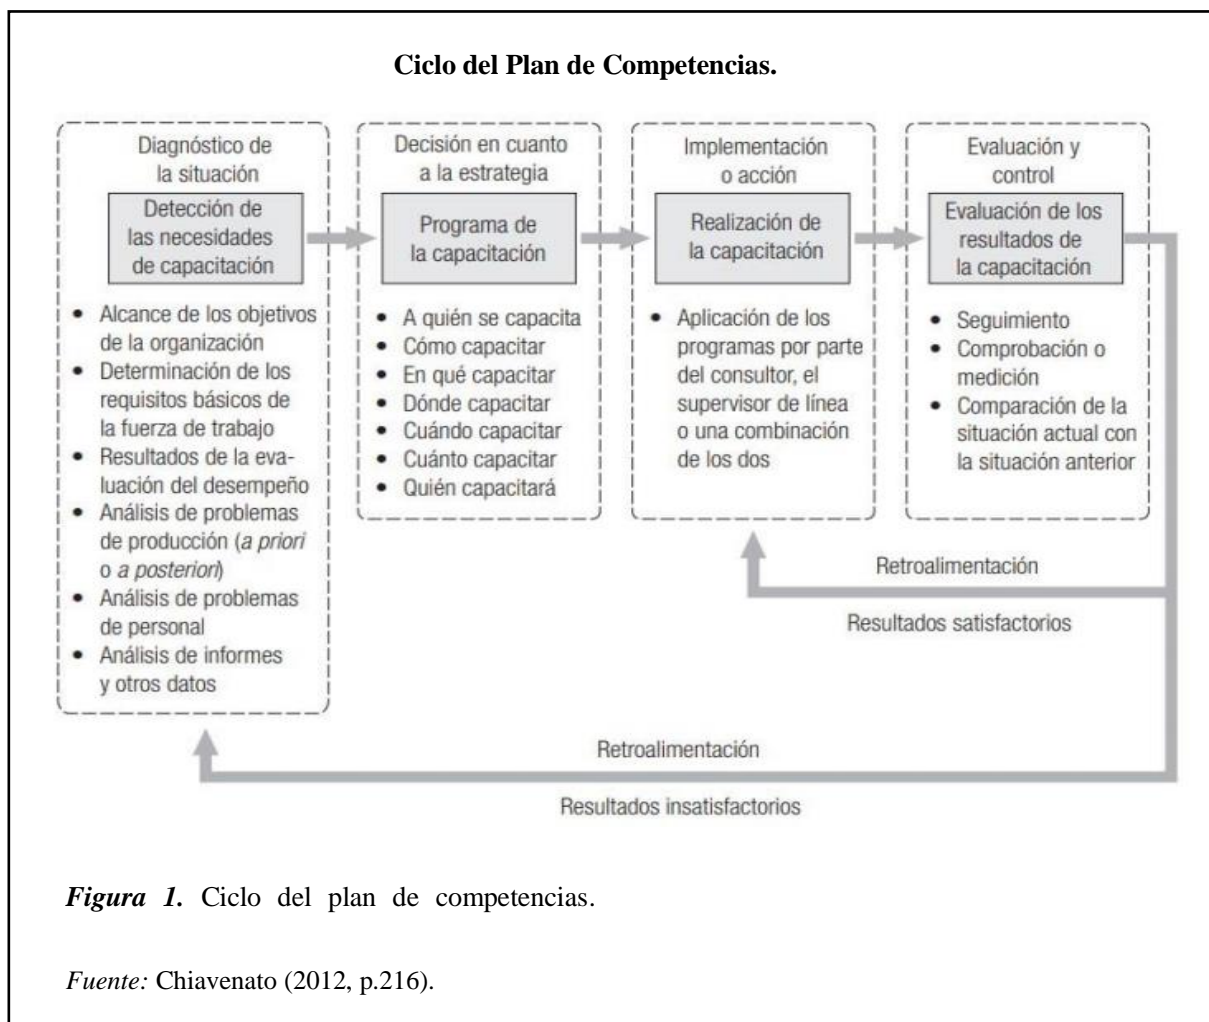 Ciclo del Plan de Competencias.
Diagnóstico de
la situación
Detección de
las necesidades
de capacitación
• Alcance de los objetivos
de la organización
• Determinación de los
requisitos básicos de
la fuerza de trabajo
• Resultados de la eva-
luación del desempeño
• Análisis de problemas
de producción (a priori
o a posteriori)
• Análisis de problemas
de personal
• Análisis de informes
y otros datos
Decisión en cuanto
a la estrategia
Programa de
la capacitación
• A quién se capacita
• Cómo capacitar
• En qué capacitar
• Dónde capacitar
• Cuándo capacitar
• Cuánto capacitar
• Quién capacitará
Implementación
o acción
Realización de
la capacitación
• Aplicación de los
programas por parte
del consultor, el
supervisor de línea
o una combinación
de los dos
Evaluación y
control
Evaluación de los
resultados de
la capacitación
• Seguimiento
• Comprobación o
medición
• Comparación de la
situación actual con
la situación anterior
Retroalimentación
Resultados satisfactorios
Retroalimentación
Resultados insatisfactorios
Figura 1. Ciclo del plan de competencias.
Fuente: Chiavenato (2012, p.216).